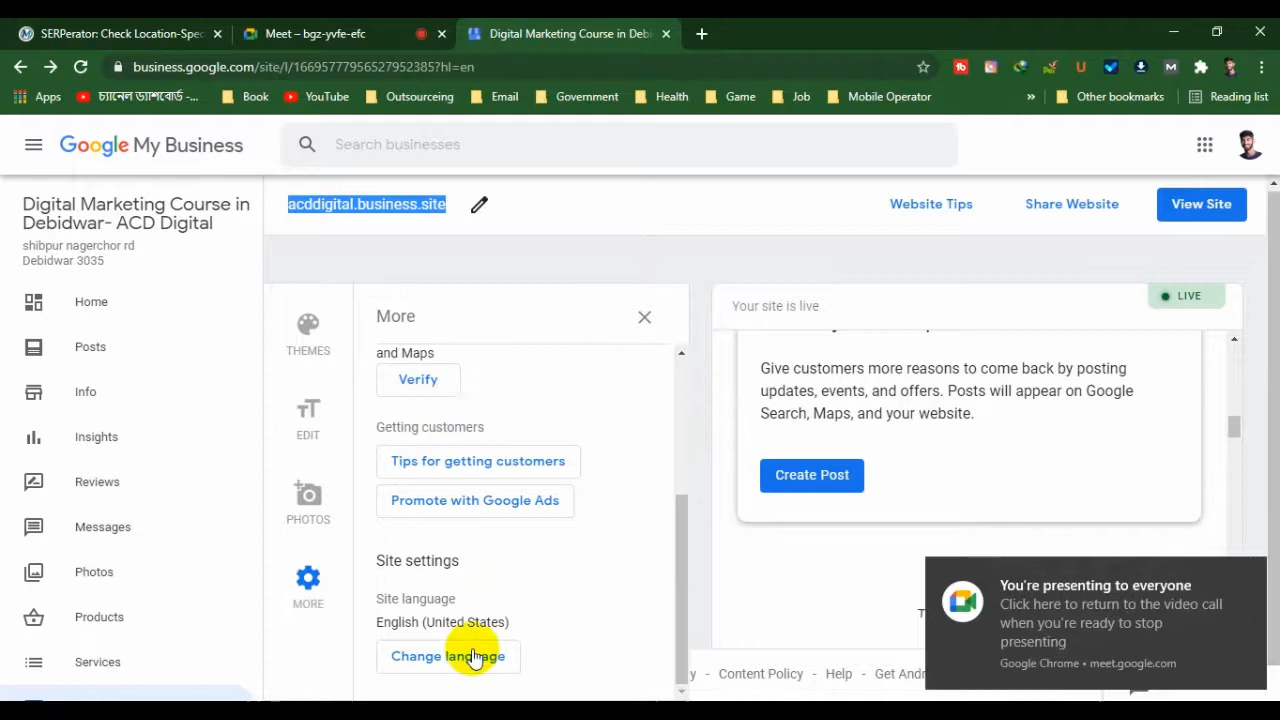 SERPerator: Check Location-Spec
Meet – bgz-yvfe-efc
Digital Marketing Course in Debi
business.google.com/site/l/16695777956527952385?hl=en
Apps
চ্যানেল ড্যাশবোর্ড -...
Book
YouTube
Outsourceing
Email
Government
Health
Game
Job
Mobile Operator
»
Other bookmarks
Reading list
Google My Business
Search businesses
Digital Marketing Course in
Debidwar- ACD Digital
shibpur nagerchor rd
Debidwar 3035
Home
Posts
Info
Insights
Reviews
Messages
Photos
Products
Services
acddigital.business.site
Website Tips
Share Website
View Site
THEMES
EDIT
PHOTOS
MORE
More
and Maps
Verify
Getting customers
Tips for getting customers
Promote with Google Ads
Site settings
Site language
English (United States)
Change language
Your site is live
LIVE
Give customers more reasons to come back by posting
updates, events, and offers. Posts will appear on Google
Search, Maps, and your website.
Create Post
You're presenting to everyone
Click here to return to the video call
when you're ready to stop
presenting
Google Chrome • meet.google.com
y - Content Policy - Help - Get Andr